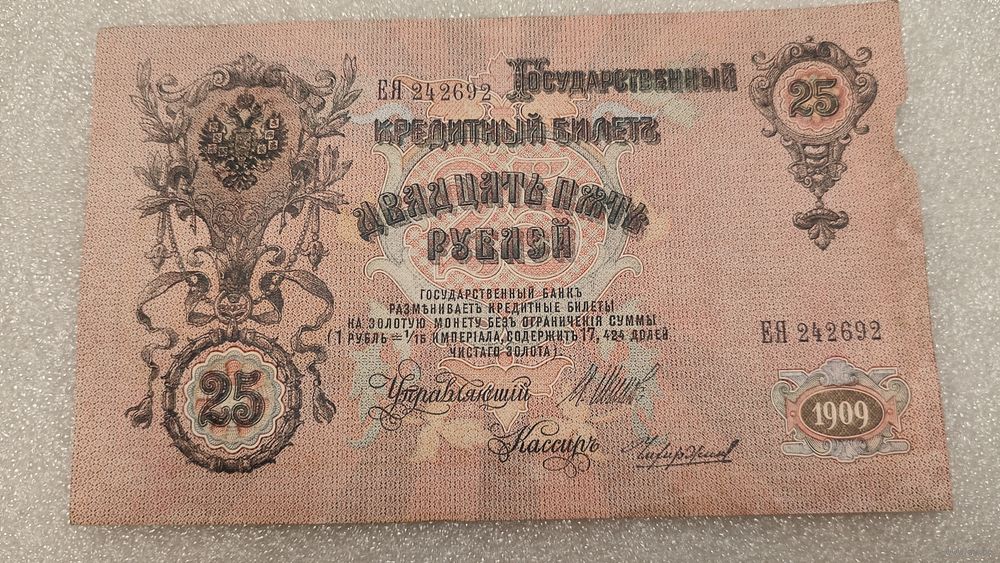 ЕЯ 242692
Государственный
25
Кредитный Билетъ
Двадцать пять
рублей
ГОСУДАРСТВЕННЫЙ БАНКЪ
РАЗМѢНИВАЕТЪ КРЕДИТНЫЕ БИЛЕТЫ
НА ЗОЛОТУЮ МОНЕТУ БЕЗЪ ОГРАНИЧЕНІЯ СУММЫ
(1 РУБЛЬ = 1/15 ИМПЕРІАЛА, СОДЕРЖИТЪ 17,424 ДОЛЕЙ
ЧИСТАГО ЗОЛОТА)
ЕЯ 242692
25
Управляющій
1909
Кассиръ